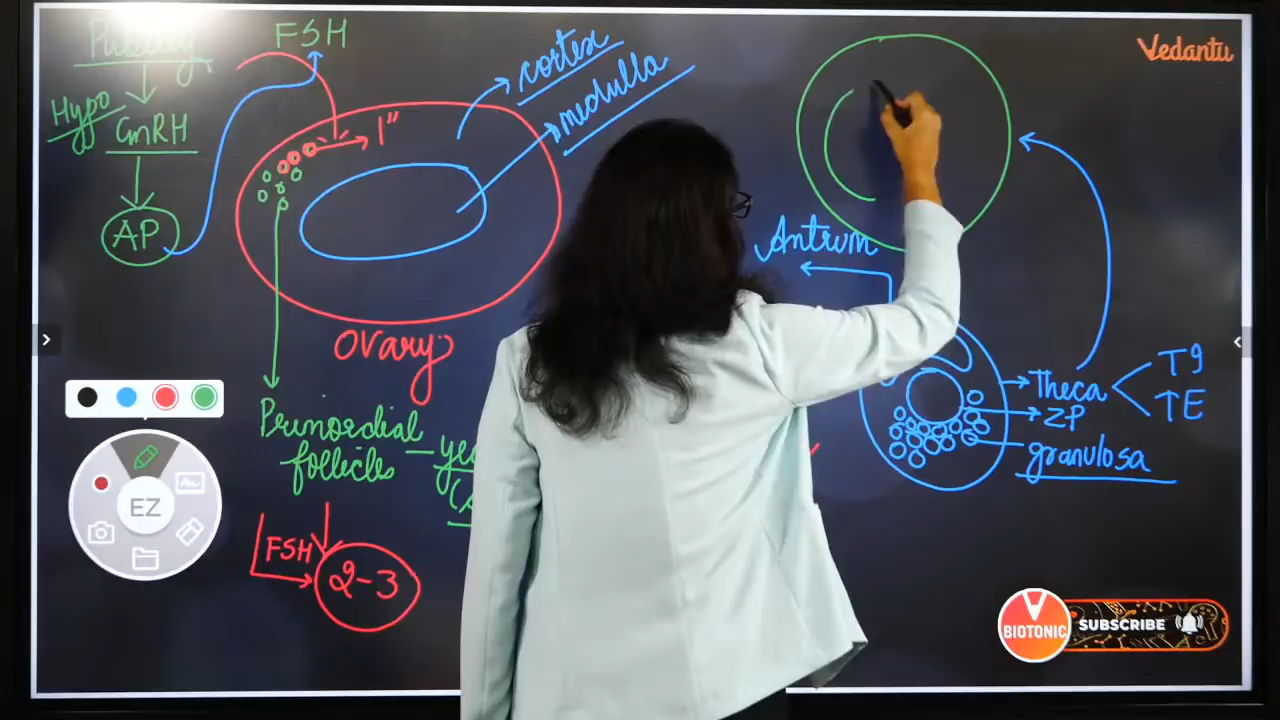 Puberty
Hypo
GnRH
AP
FSH
cortex
medulla
1°
Ovary
Primordial
follicles
FSH
2-3
Vedantu
Antrum
Theca
T9
↑E
ZP
granulosa
EZ
BIOTONIC
SUBSCRIBE